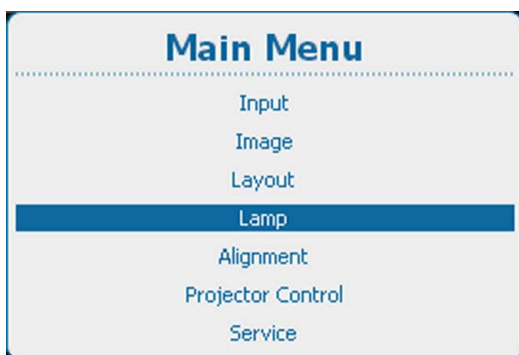 Main Menu
Input
Image
Layout
Lamp
Alignment
Projector Control
Service